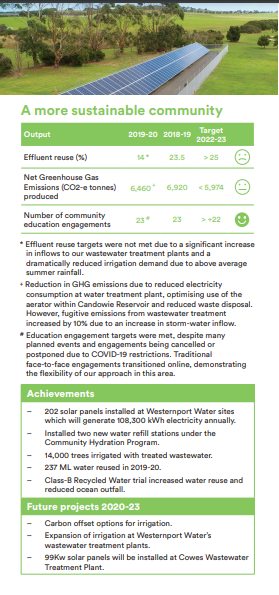 A more sustainable community
Output 2019-20 2018-19 Target 2022-23
Effluent reuse (%) 14* 23.5 > 25
Net Greenhouse Gas
Emissions (CO2-e tonnes)
produced 6,460+ 6,920 < 5,974
Number of community
education engagements 23# 23 > +22
* Effluent reuse targets were not met due to a significant increase
in inflows to our wastewater treatment plants and a
dramatically reduced irrigation demand due to above average
summer rainfall.
+ Reduction in GHG emissions due to reduced electricity
consumption at water treatment plant, optimising use of the
aerator within Candowie Reservoir and reduced waste disposal.
However, fugitive emissions from wastewater treatment
increased by 10% due to an increase in storm-water inflow.
# Education engagement targets were met, despite many
planned events and engagements being cancelled or
postponed due to COVID-19 restrictions. Traditional
face-to-face engagements transitioned online, demonstrating
the flexibility of our approach in this area.
Achievements
– 202 solar panels installed at Westernport Water sites
which will generate 108,300 kWh electricity annually.
– Installed two new water refill stations under the
Community Hydration Program.
– 14,000 trees irrigated with treated wastewater.
– 237 ML water reused in 2019-20.
– Class-B Recycled Water trial increased water reuse and
reduced ocean outfall.
Future projects 2020-23
– Carbon offset options for irrigation.
– Expansion of irrigation at Westernport Water's
wastewater treatment plants.
– 99Kw solar panels will be installed at Cowes Wastewater
Treatment Plant.